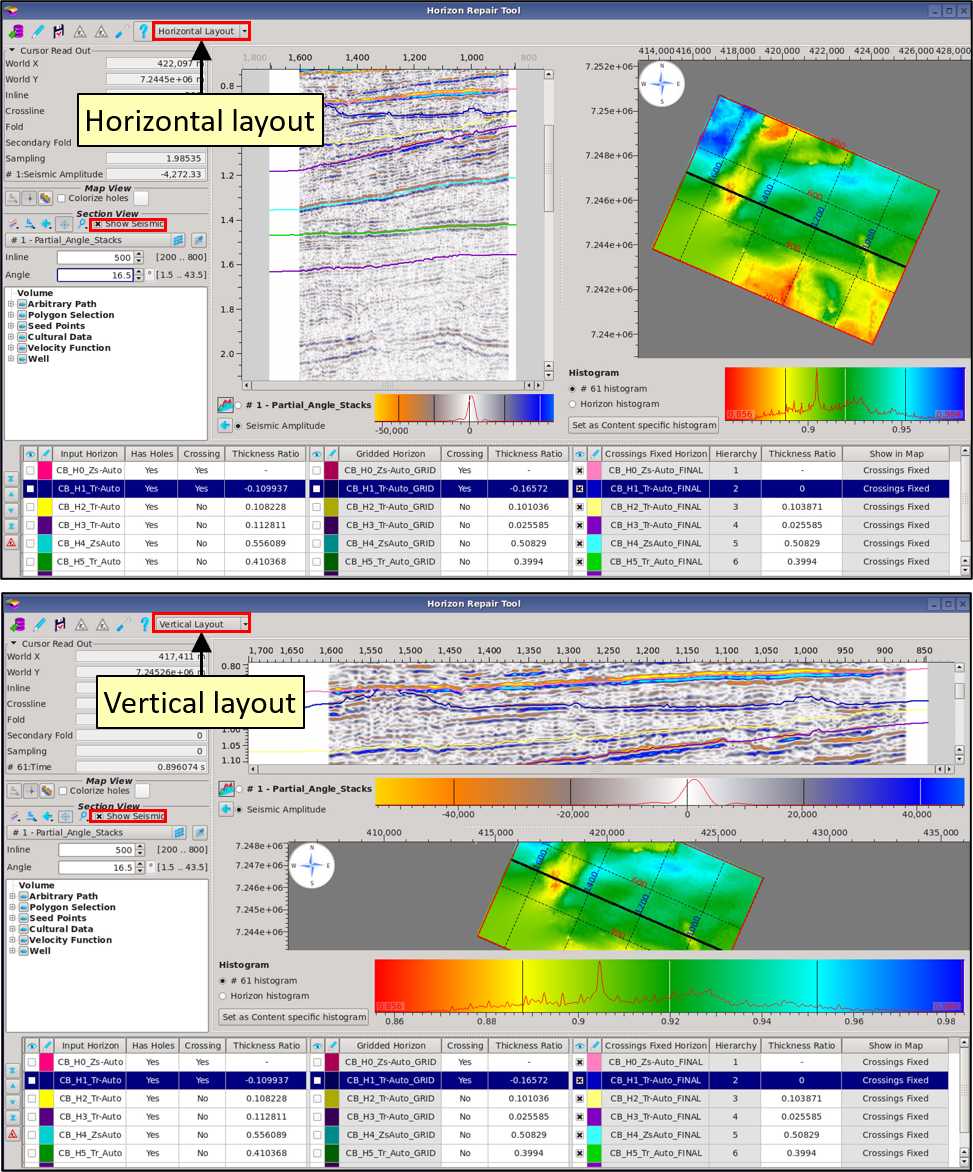 Horizon Repair Tool
Horizontal Layout
Horizontal layout
Cursor Read Out
World X 422,097
World Y 7.2445e+06
Inline
Crossline
Fold
Secondary Fold
Sampling 1.98535
# 1:Seismic Amplitude -4,272.33
Map View
Colorize holes
Section View
Show Seismic
# 1 - Partial_Angle_Stacks
Inline 500 [200 .. 800]
Angle 16.5 ° [1.5 .. 43.5]
Volume
Arbitrary Path
Polygon Selection
Seed Points
Cultural Data
Velocity Function
Well
1,800 1,600 1,400 1,200 1,000 800
0.8
1.2
1.4
1.6
1.8
2.0
# 1 - Partial_Angle_Stacks
Seismic Amplitude
-50,000 0
414,000 416,000 418,000 420,000 422,000 424,000 426,000 428,000
7.252e+06
7.25e+06
7.248e+06
7.246e+06
7.244e+06
7.242e+06
7.24e+06
N
W E
S
Histogram
# 61 histogram
Horizon histogram
Set as Content specific histogram
0.856 0.984
0.9 0.95
Input Horizon Has Holes Crossing Thickness Ratio Gridded Horizon Crossing Thickness Ratio Crossings Fixed Horizon Hierarchy Thickness Ratio Show in Map
CB_H0_Zs-Auto Yes Yes - CB_H0_Zs-Auto_GRID Yes - CB_H0_Zs-Auto_FINAL 1 - Crossings Fixed
CB_H1_Tr-Auto Yes Yes -0.109937 CB_H1_Tr-Auto_GRID Yes -0.16572 CB_H1_Tr-Auto_FINAL 2 0 Crossings Fixed
CB_H2_Tr-Auto Yes No 0.108228 CB_H2_Tr-Auto_GRID No 0.101036 CB_H2_Tr-Auto_FINAL 3 0.103871 Crossings Fixed
CB_H3_Tr-Auto Yes No 0.112811 CB_H3_Tr-Auto_GRID No 0.025585 CB_H3_Tr-Auto_FINAL 4 0.025585 Crossings Fixed
CB_H4_ZsAuto Yes No 0.556089 CB_H4_ZsAuto_GRID No 0.50829 CB_H4_ZsAuto_FINAL 5 0.50829 Crossings Fixed
CB_H5_Tr_Auto Yes No 0.410368 CB_H5_Tr_Auto_GRID No 0.3994 CB_H5_Tr_Auto_FINAL 6 0.3994 Crossings Fixed
Horizon Repair Tool
Vertical Layout
Vertical layout
Cursor Read Out
World X 417,411
World Y 7.24526e+06
Inline
Crossline
Fold
Secondary Fold 0
Sampling 0
# 61:Time 0.896074 s
Map View
Colorize holes
Section View
Show Seismic
# 1 - Partial_Angle_Stacks
Inline 500 [200 .. 800]
Angle 16.5 ° [1.5 .. 43.5]
Volume
Arbitrary Path
Polygon Selection
Seed Points
Cultural Data
Velocity Function
Well
1,700 1,650 1,600 1,550 1,500 1,450 1,400 1,350 1,300 1,250 1,200 1,150 1,100 1,050 1,000 950 900 850
0.80
1.05
1.10
# 1 - Partial_Angle_Stacks
Seismic Amplitude
-40,000 -20,000 0 20,000 40,000
410,000 415,000 420,000 425,000 430,000 435,000
7.248e+06
7.247e+06
7.246e+06
7.245e+06
7.244e+06
N
W E
S
Histogram
# 61 histogram
Horizon histogram
Set as Content specific histogram
0.856
0.86 0.88 0.9 0.92 0.94 0.96 0.98
Input Horizon Has Holes Crossing Thickness Ratio Gridded Horizon Crossing Thickness Ratio Crossings Fixed Horizon Hierarchy Thickness Ratio Show in Map
CB_H0_Zs-Auto Yes Yes - CB_H0_Zs-Auto_GRID Yes - CB_H0_Zs-Auto_FINAL 1 - Crossings Fixed
CB_H1_Tr-Auto Yes Yes -0.109937 CB_H1_Tr-Auto_GRID Yes -0.16572 CB_H1_Tr-Auto_FINAL 2 0 Crossings Fixed
CB_H2_Tr-Auto Yes No 0.108228 CB_H2_Tr-Auto_GRID No 0.101036 CB_H2_Tr-Auto_FINAL 3 0.103871 Crossings Fixed
CB_H3_Tr-Auto Yes No 0.112811 CB_H3_Tr-Auto_GRID No 0.025585 CB_H3_Tr-Auto_FINAL 4 0.025585 Crossings Fixed
CB_H4_ZsAuto Yes No 0.556089 CB_H4_ZsAuto_GRID No 0.50829 CB_H4_ZsAuto_FINAL 5 0.50829 Crossings Fixed
CB_H5_Tr_Auto Yes No 0.410368 CB_H5_Tr_Auto_GRID No 0.3994 CB_H5_Tr_Auto_FINAL 6 0.3994 Crossings Fixed